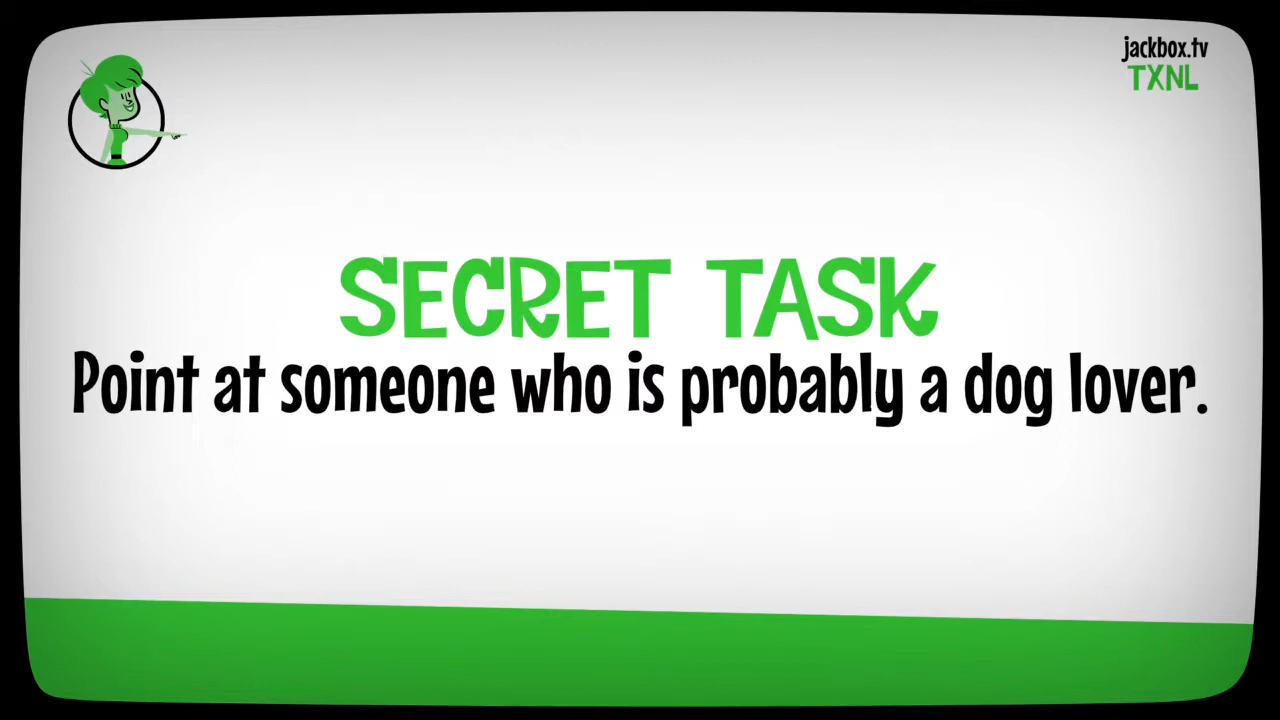 jackbox.tv
TXNL
SECRET TASK
Point at someone who is probably a dog lover.